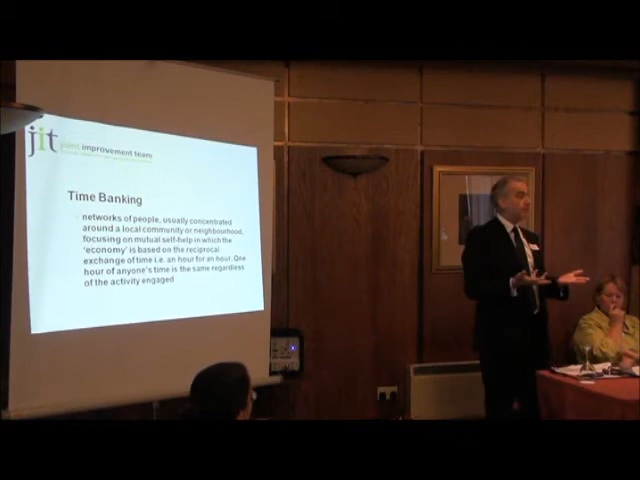 jit joint improvement team
Time Banking
networks of people, usually concentrated
around a local community or neighbourhood,
focusing on mutual self-help in which the
'economy' is based on the reciprocal
exchange of time i.e. an hour for an hour. One
hour of anyone's time is the same regardless
of the activity engaged